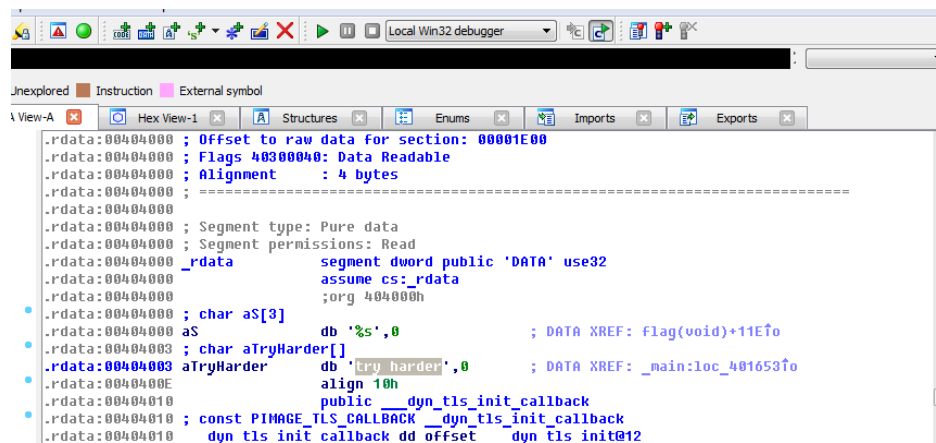 Local Win32 debugger
Unexplored Instruction External symbol
A View-A Hex View-1 Structures Enums Imports Exports
.rdata:00404000 ; Offset to raw data for section: 00001E00
.rdata:00404000 ; Flags 40300040: Data Readable
.rdata:00404000 ; Alignment : 4 bytes
.rdata:00404000 ; ===========================================================================
.rdata:00404000
.rdata:00404000 ; Segment type: Pure data
.rdata:00404000 ; Segment permissions: Read
.rdata:00404000 _rdata segment dword public 'DATA' use32
.rdata:00404000 assume cs:_rdata
.rdata:00404000 ;org 404000h
.rdata:00404000 ; char aS[3]
.rdata:00404000 aS db '%s',0 ; DATA XREF: flag(void)+11E↑o
.rdata:00404003 ; char aTryHarder[]
.rdata:00404003 aTryHarder db 'try harder',0 ; DATA XREF: _main:loc_401653↑o
.rdata:0040400E align 10h
.rdata:00404010 public ___dyn_tls_init_callback
.rdata:00404010 ; const PIMAGE_TLS_CALLBACK __dyn_tls_init_callback
.rdata:00404010 ___dyn_tls_init_callback dd offset ___dyn_tls_init@12